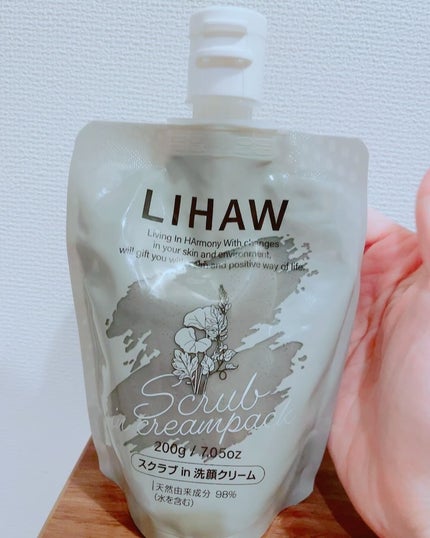 LIHAW
Living In HArmony With changes
in your skin and environment,
will gift you with and positive way of life.
Scrub
in creampack
200g / 7.05oz
スクラブ in 洗顔クリーム
天然由来成分 98%
(水を含む)